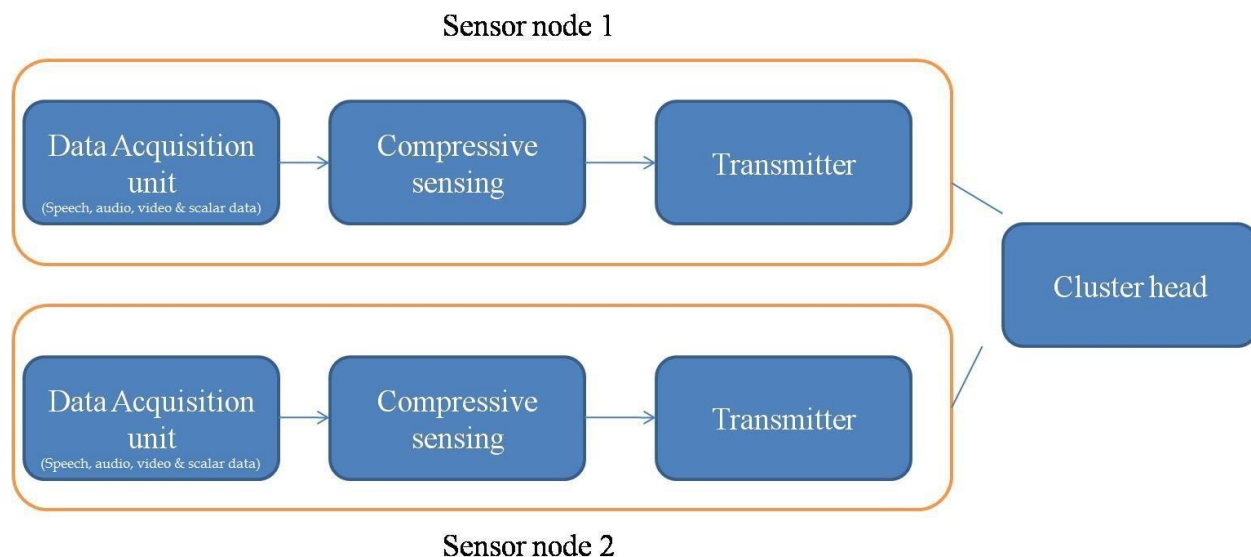 Sensor node 1
Data Acquisition
unit
(Speech, audio, video & scalar data)
Compressive
sensing
Transmitter
Cluster head
Data Acquisition
unit
(Speech, audio, video & scalar data)
Compressive
sensing
Transmitter
Sensor node 2